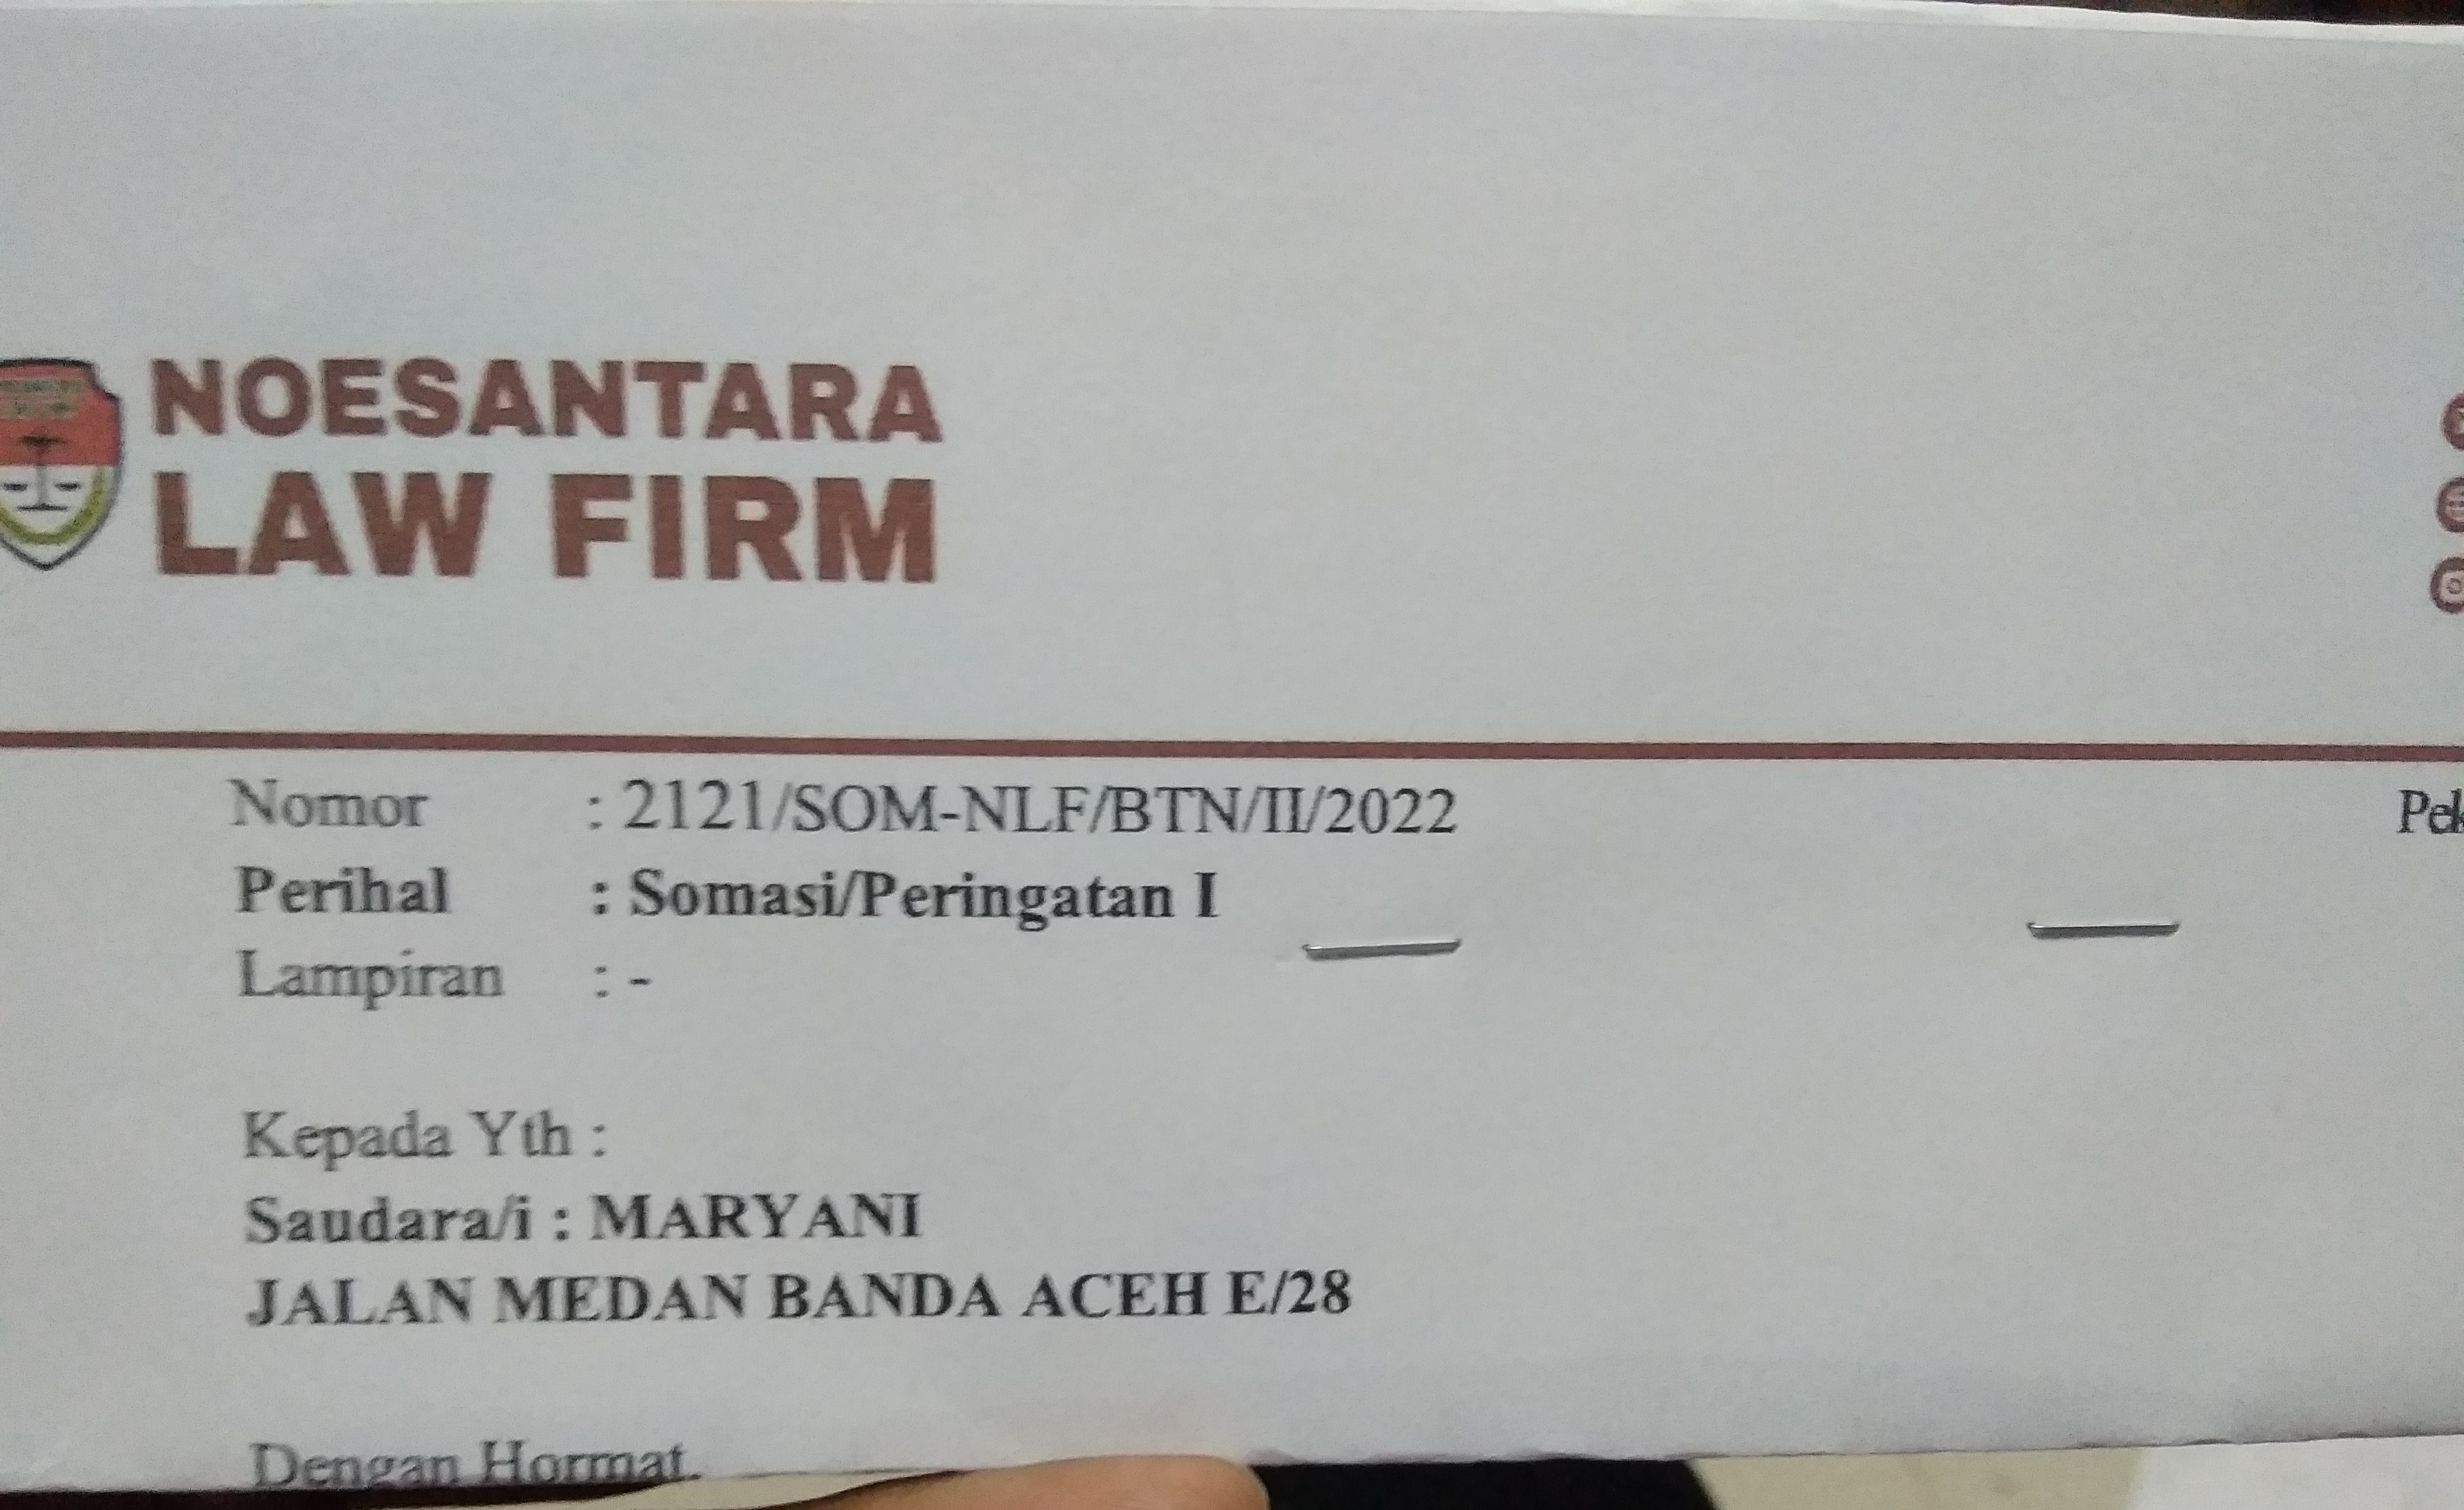 NOESANTARA
LAW FIRM
Nomor : 2121/SOM-NLF/BTN/II/2022
Perihal : Somasi/Peringatan I
Lampiran : -
Kepada Yth :
Saudara/i : MARYANI
JALAN MEDAN BANDA ACEH E/28
Dengan Hormat.